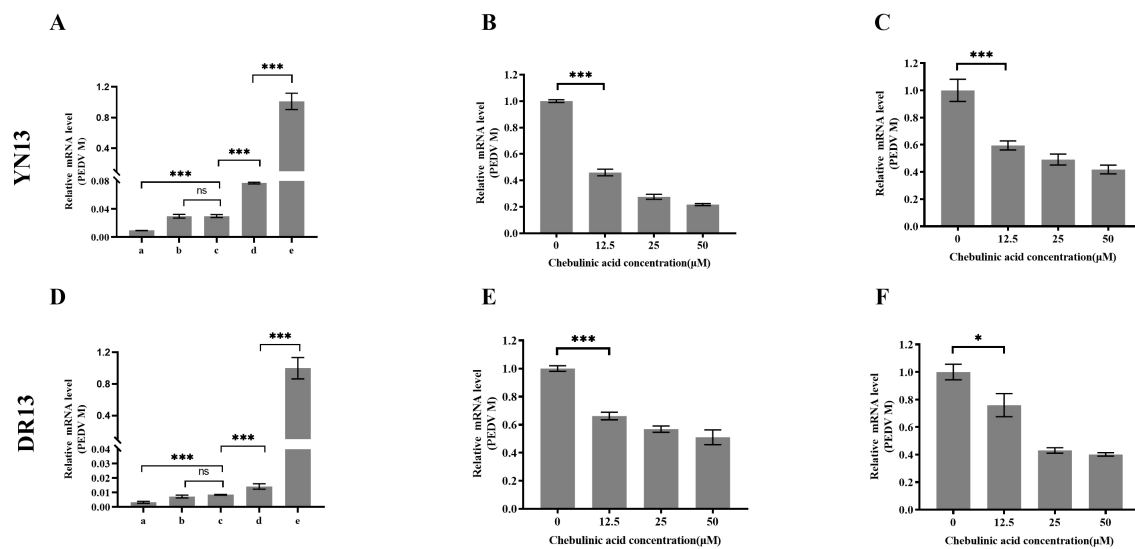 YN13
A
Relative mRNA level
(PEDV M)
1.2
0.8
0.4
0.08
0.04
0.00
***
ns
***
***
a b c d e
B
Relative mRNA level
(PEDV M)
1.2
1.0
0.8
0.6
0.4
0.2
0.0
***
0 12.5 25 50
Chebulinic acid concentration(μM)
C
Relative mRNA level
(PEDV M)
1.2
1.0
0.8
0.6
0.4
0.2
0.0
***
0 12.5 25 50
Chebulinic acid concentration(μM)
DR13
D
Relative mRNA level
(PEDV M)
1.2
0.8
0.4
0.04
0.03
0.02
0.01
0.00
***
ns
***
***
a b c d e
E
Relative mRNA level
(PEDV M)
1.2
1.0
0.8
0.6
0.4
0.2
0.0
***
0 12.5 25 50
Chebulinic acid concentration(μM)
F
Relative mRNA level
(PEDV M)
1.2
1.0
0.8
0.6
0.4
0.2
0.0
*
0 12.5 25 50
Chebulinic acid concentration(μM)